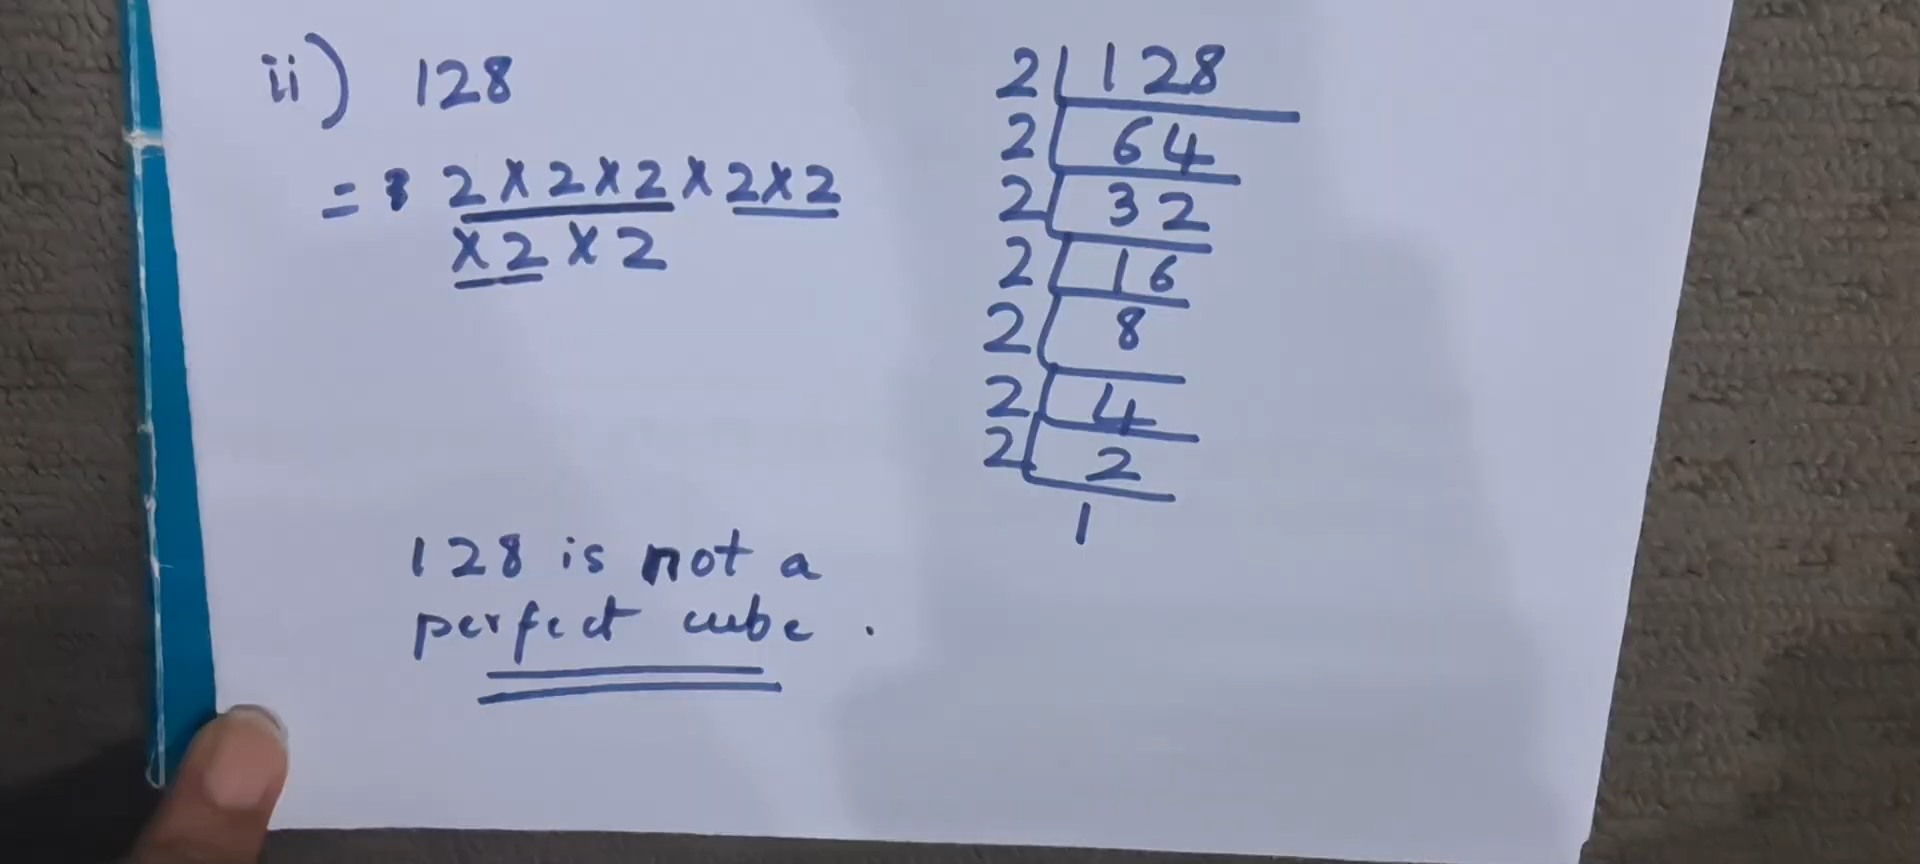 ii) 128
= 2 × 2 × 2 × 2 × 2
× 2 × 2
128 is not a
perfect cube .
2 | 128
2 | 64
2 | 32
2 | 16
2 | 8
2 | 4
2 | 2
1